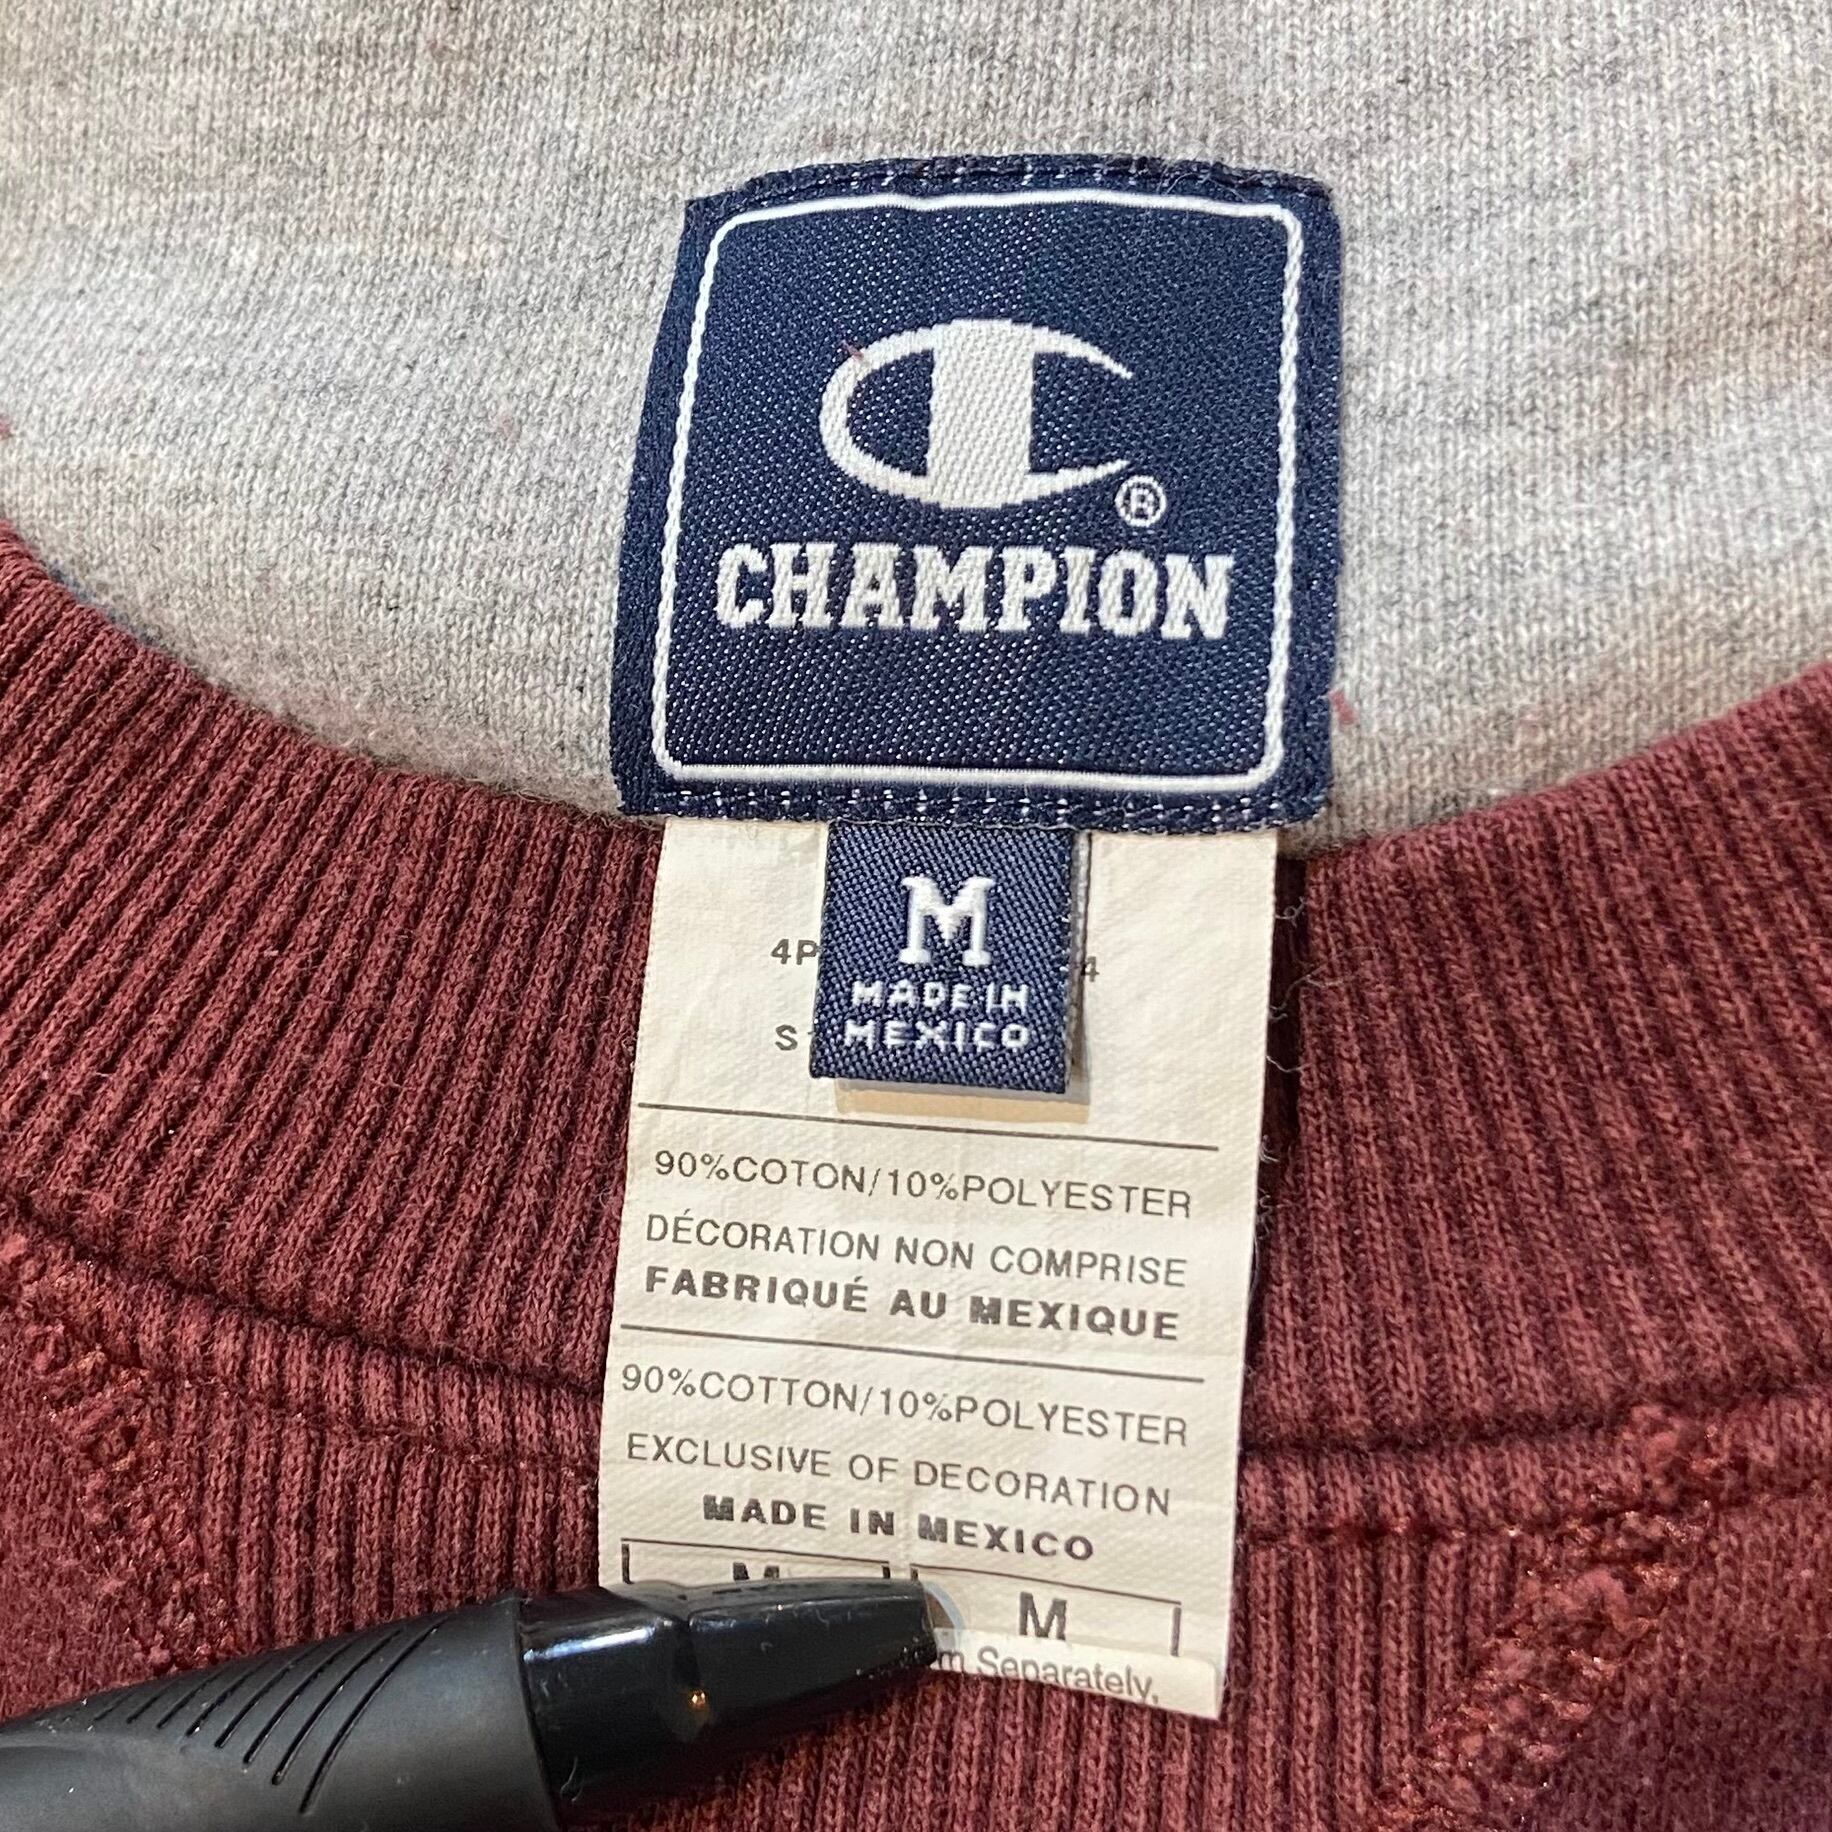 ®
CHAMPION
M
MADE IN
MEXICO
90%COTON/10%POLYESTER
DÉCORATION NON COMPRISE
FABRIQUÉ AU MEXIQUE
90%COTTON/10%POLYESTER
EXCLUSIVE OF DECORATION
MADE IN MEXICO
M M
Separately,